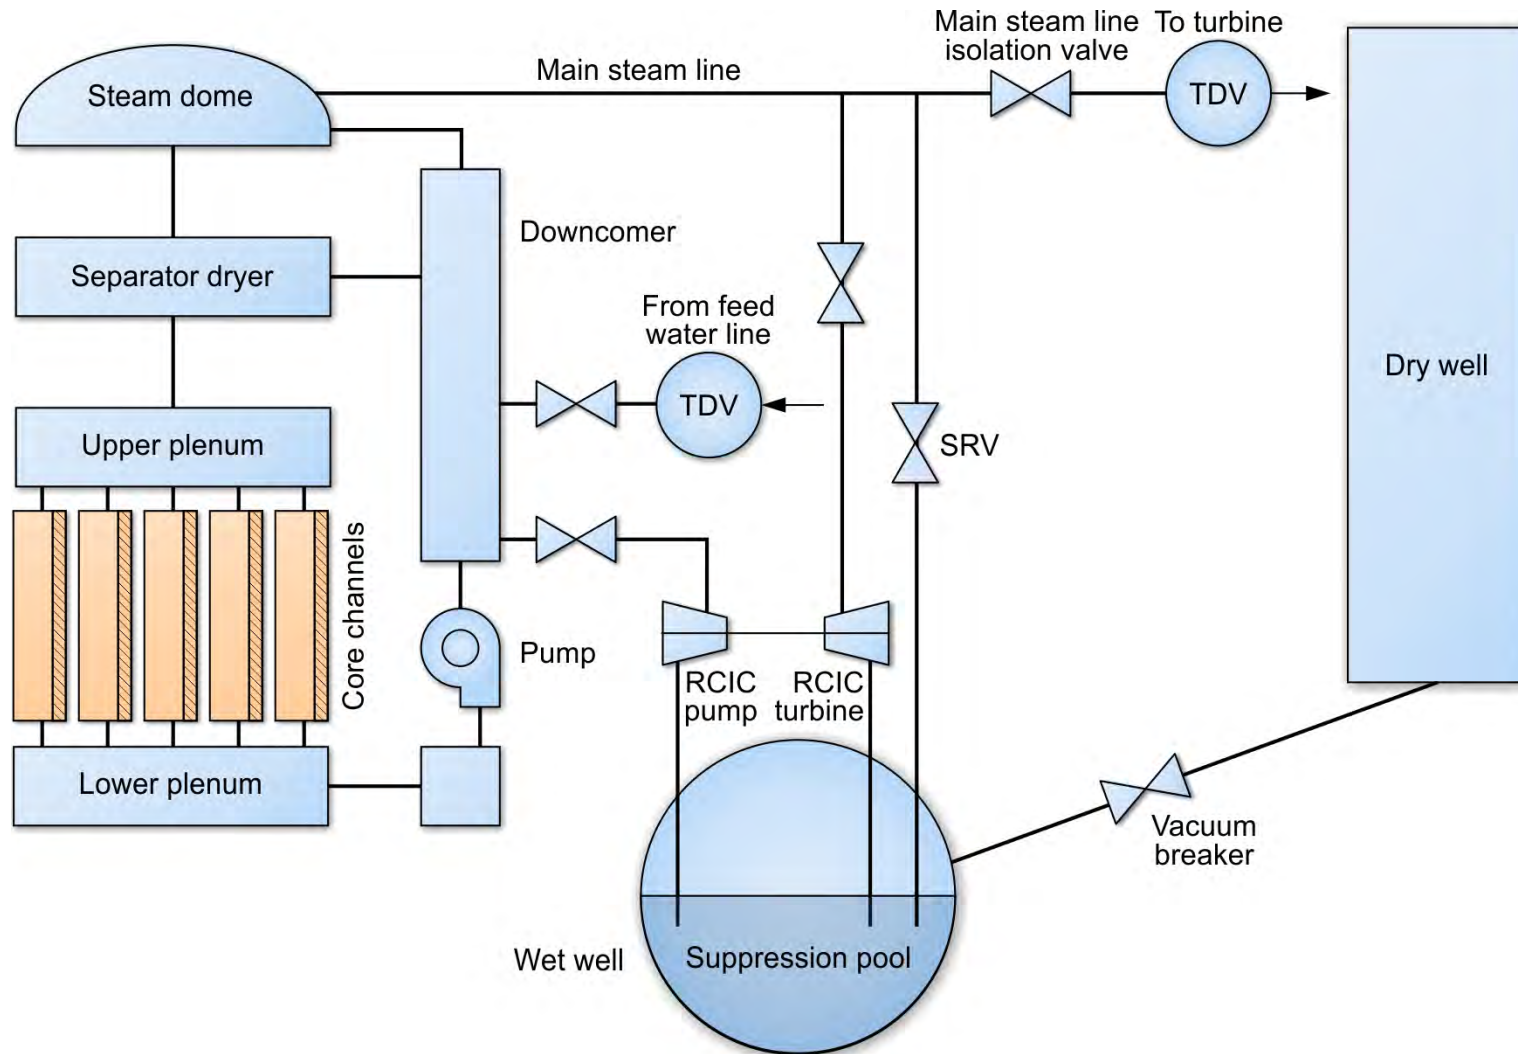 Main steam line
isolation valve
To turbine
Steam dome
Main steam line
TDV
Downcomer
Separator dryer
From feed
water line
Dry well
TDV
Upper plenum
SRV
Core channels
Pump
RCIC
pump
RCIC
turbine
Lower plenum
Vacuum
breaker
Wet well
Suppression pool